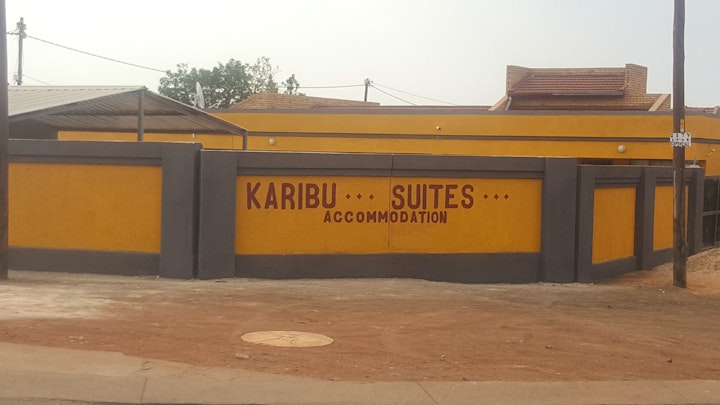 KARIBU ··· SUITES ···
ACCOMMODATION